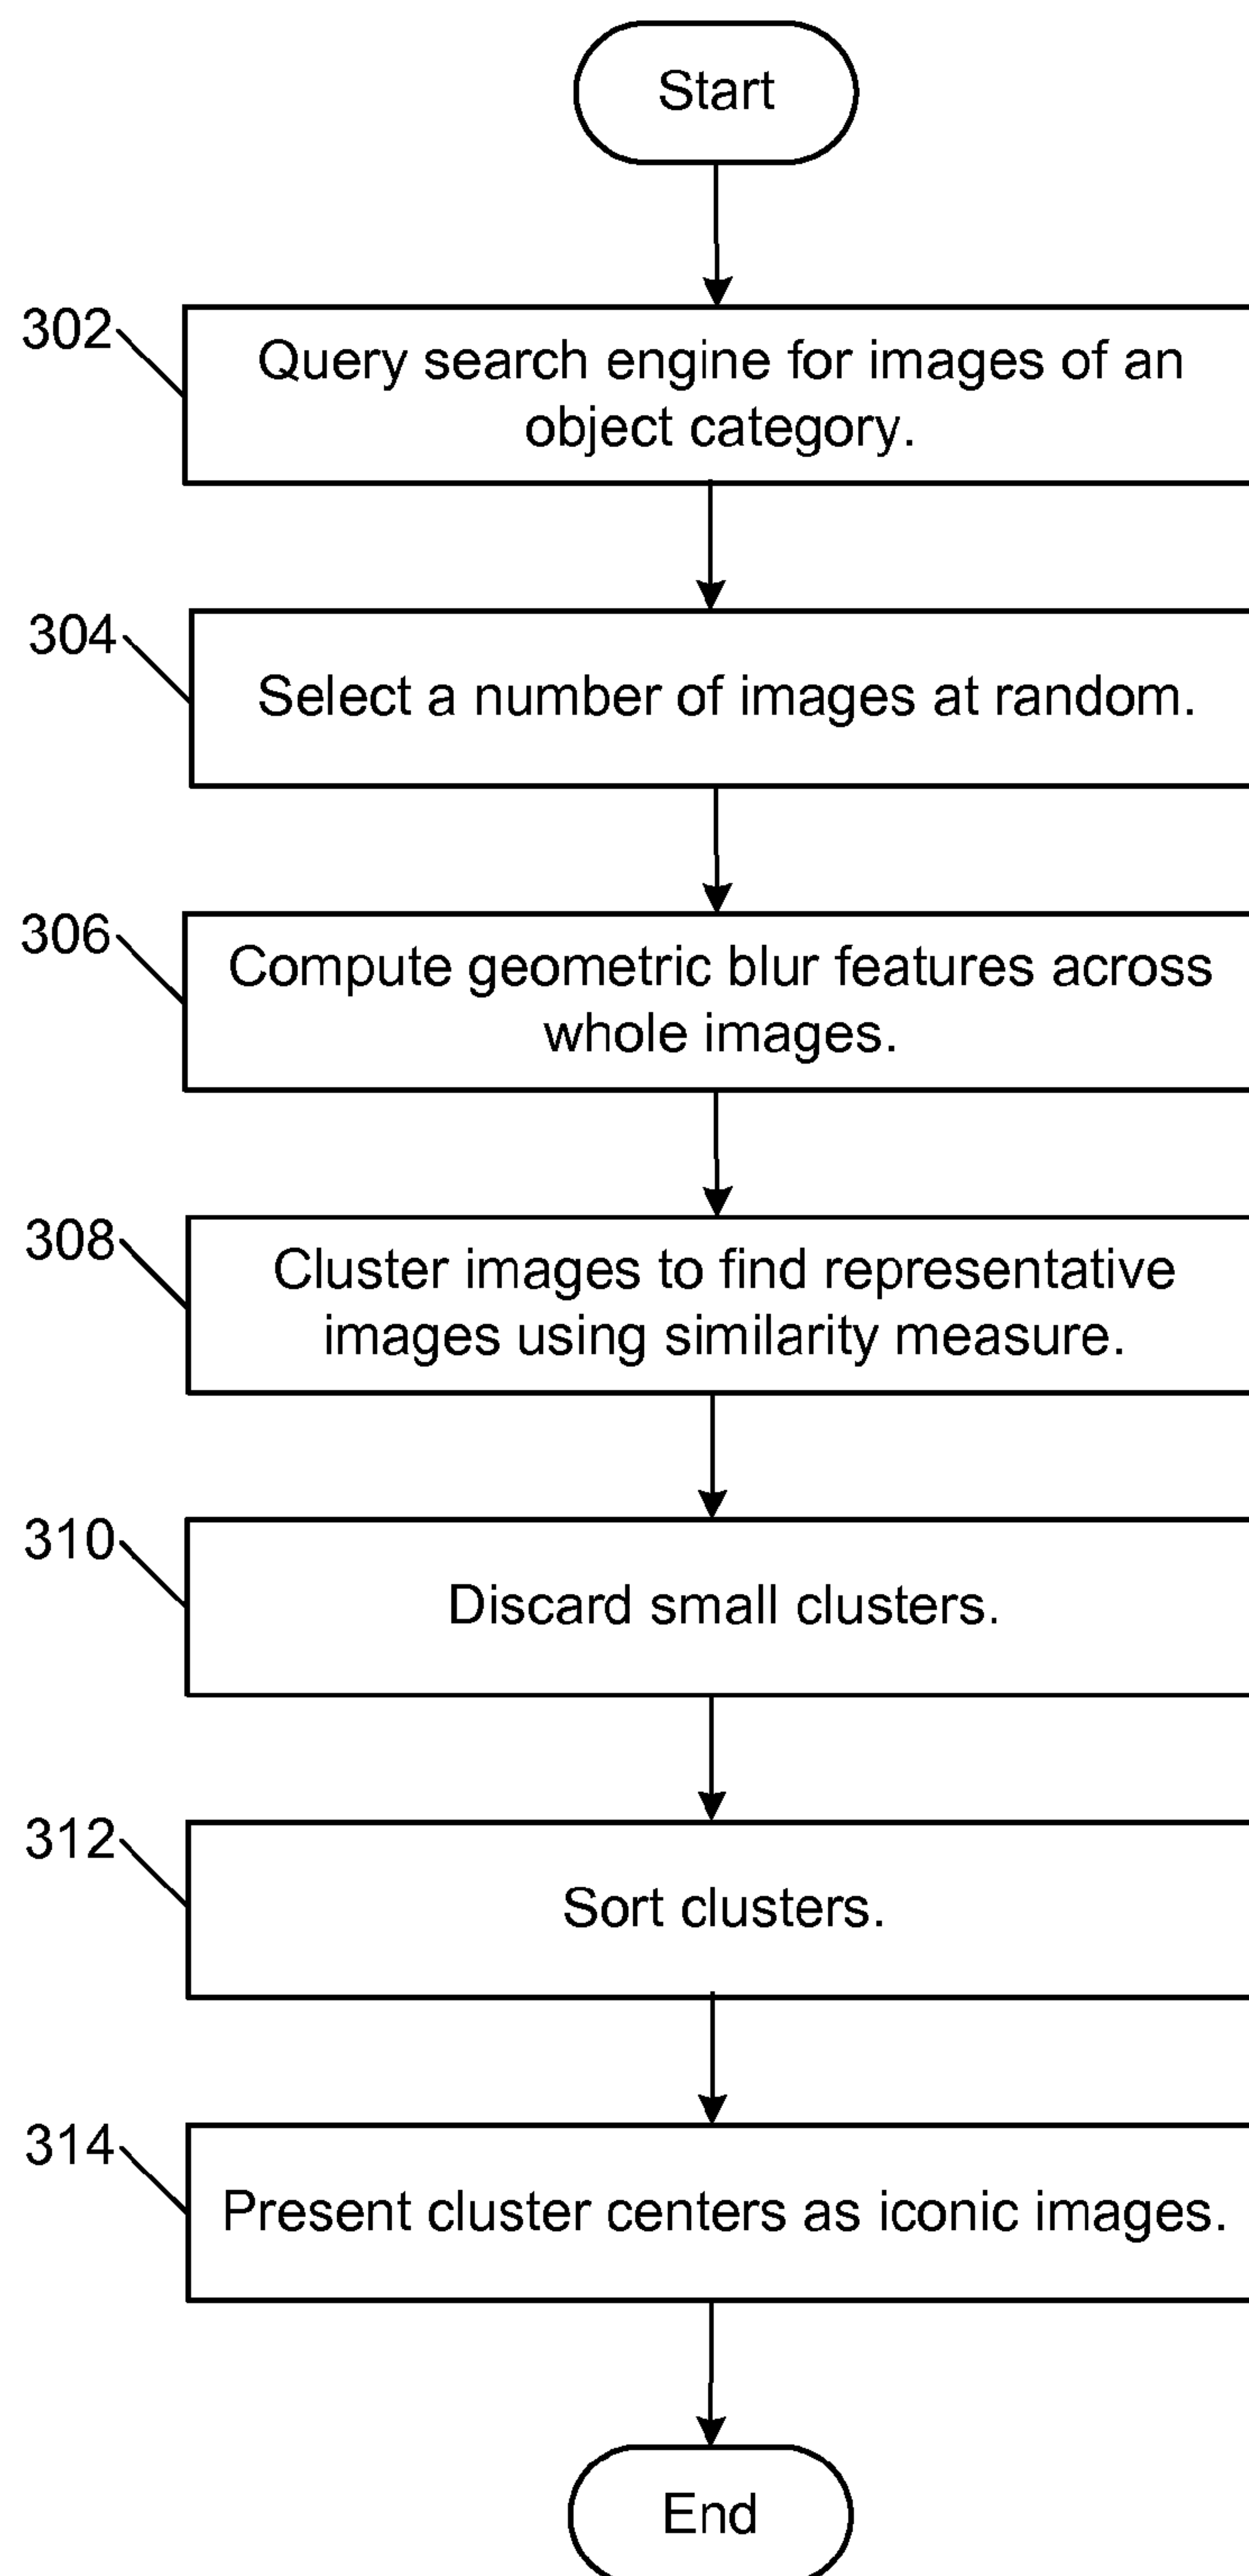 Start
302
Query search engine for images of an
object category.
304
Select a number of images at random.
306
Compute geometric blur features across
whole images.
308
Cluster images to find representative
images using similarity measure.
310
Discard small clusters.
312
Sort clusters.
314
Present cluster centers as iconic images.
End